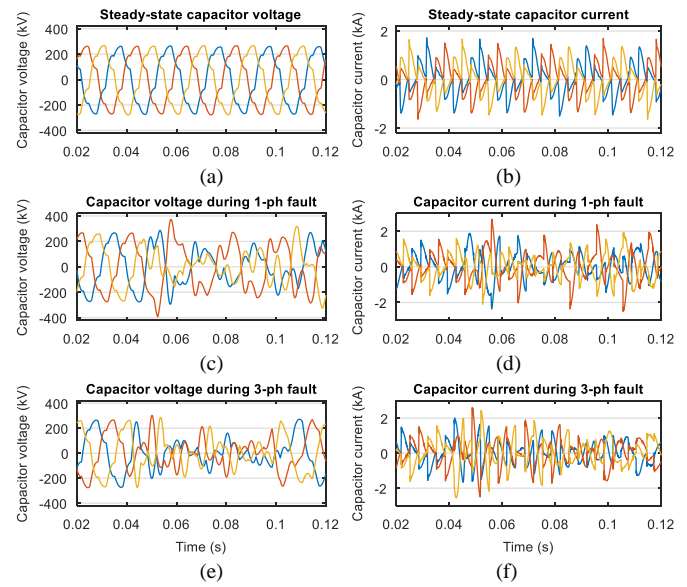 Steady-state capacitor voltage
Capacitor voltage (kV)
400
200
0
-200
-400
0.02 0.04 0.06 0.08 0.1 0.12
(a)
Steady-state capacitor current
Capacitor current (kA)
2
0
-2
0.02 0.04 0.06 0.08 0.1 0.12
(b)
Capacitor voltage during 1-ph fault
Capacitor voltage (kV)
400
200
0
-200
-400
0.02 0.04 0.06 0.08 0.1 0.12
(c)
Capacitor current during 1-ph fault
Capacitor current (kA)
2
0
-2
0.02 0.04 0.06 0.08 0.1 0.12
(d)
Capacitor voltage during 3-ph fault
Capacitor voltage (kV)
400
200
0
-200
-400
0.02 0.04 0.06 0.08 0.1 0.12
Time (s)
(e)
Capacitor current during 3-ph fault
Capacitor current (kA)
2
0
-2
0.02 0.04 0.06 0.08 0.1 0.12
Time (s)
(f)